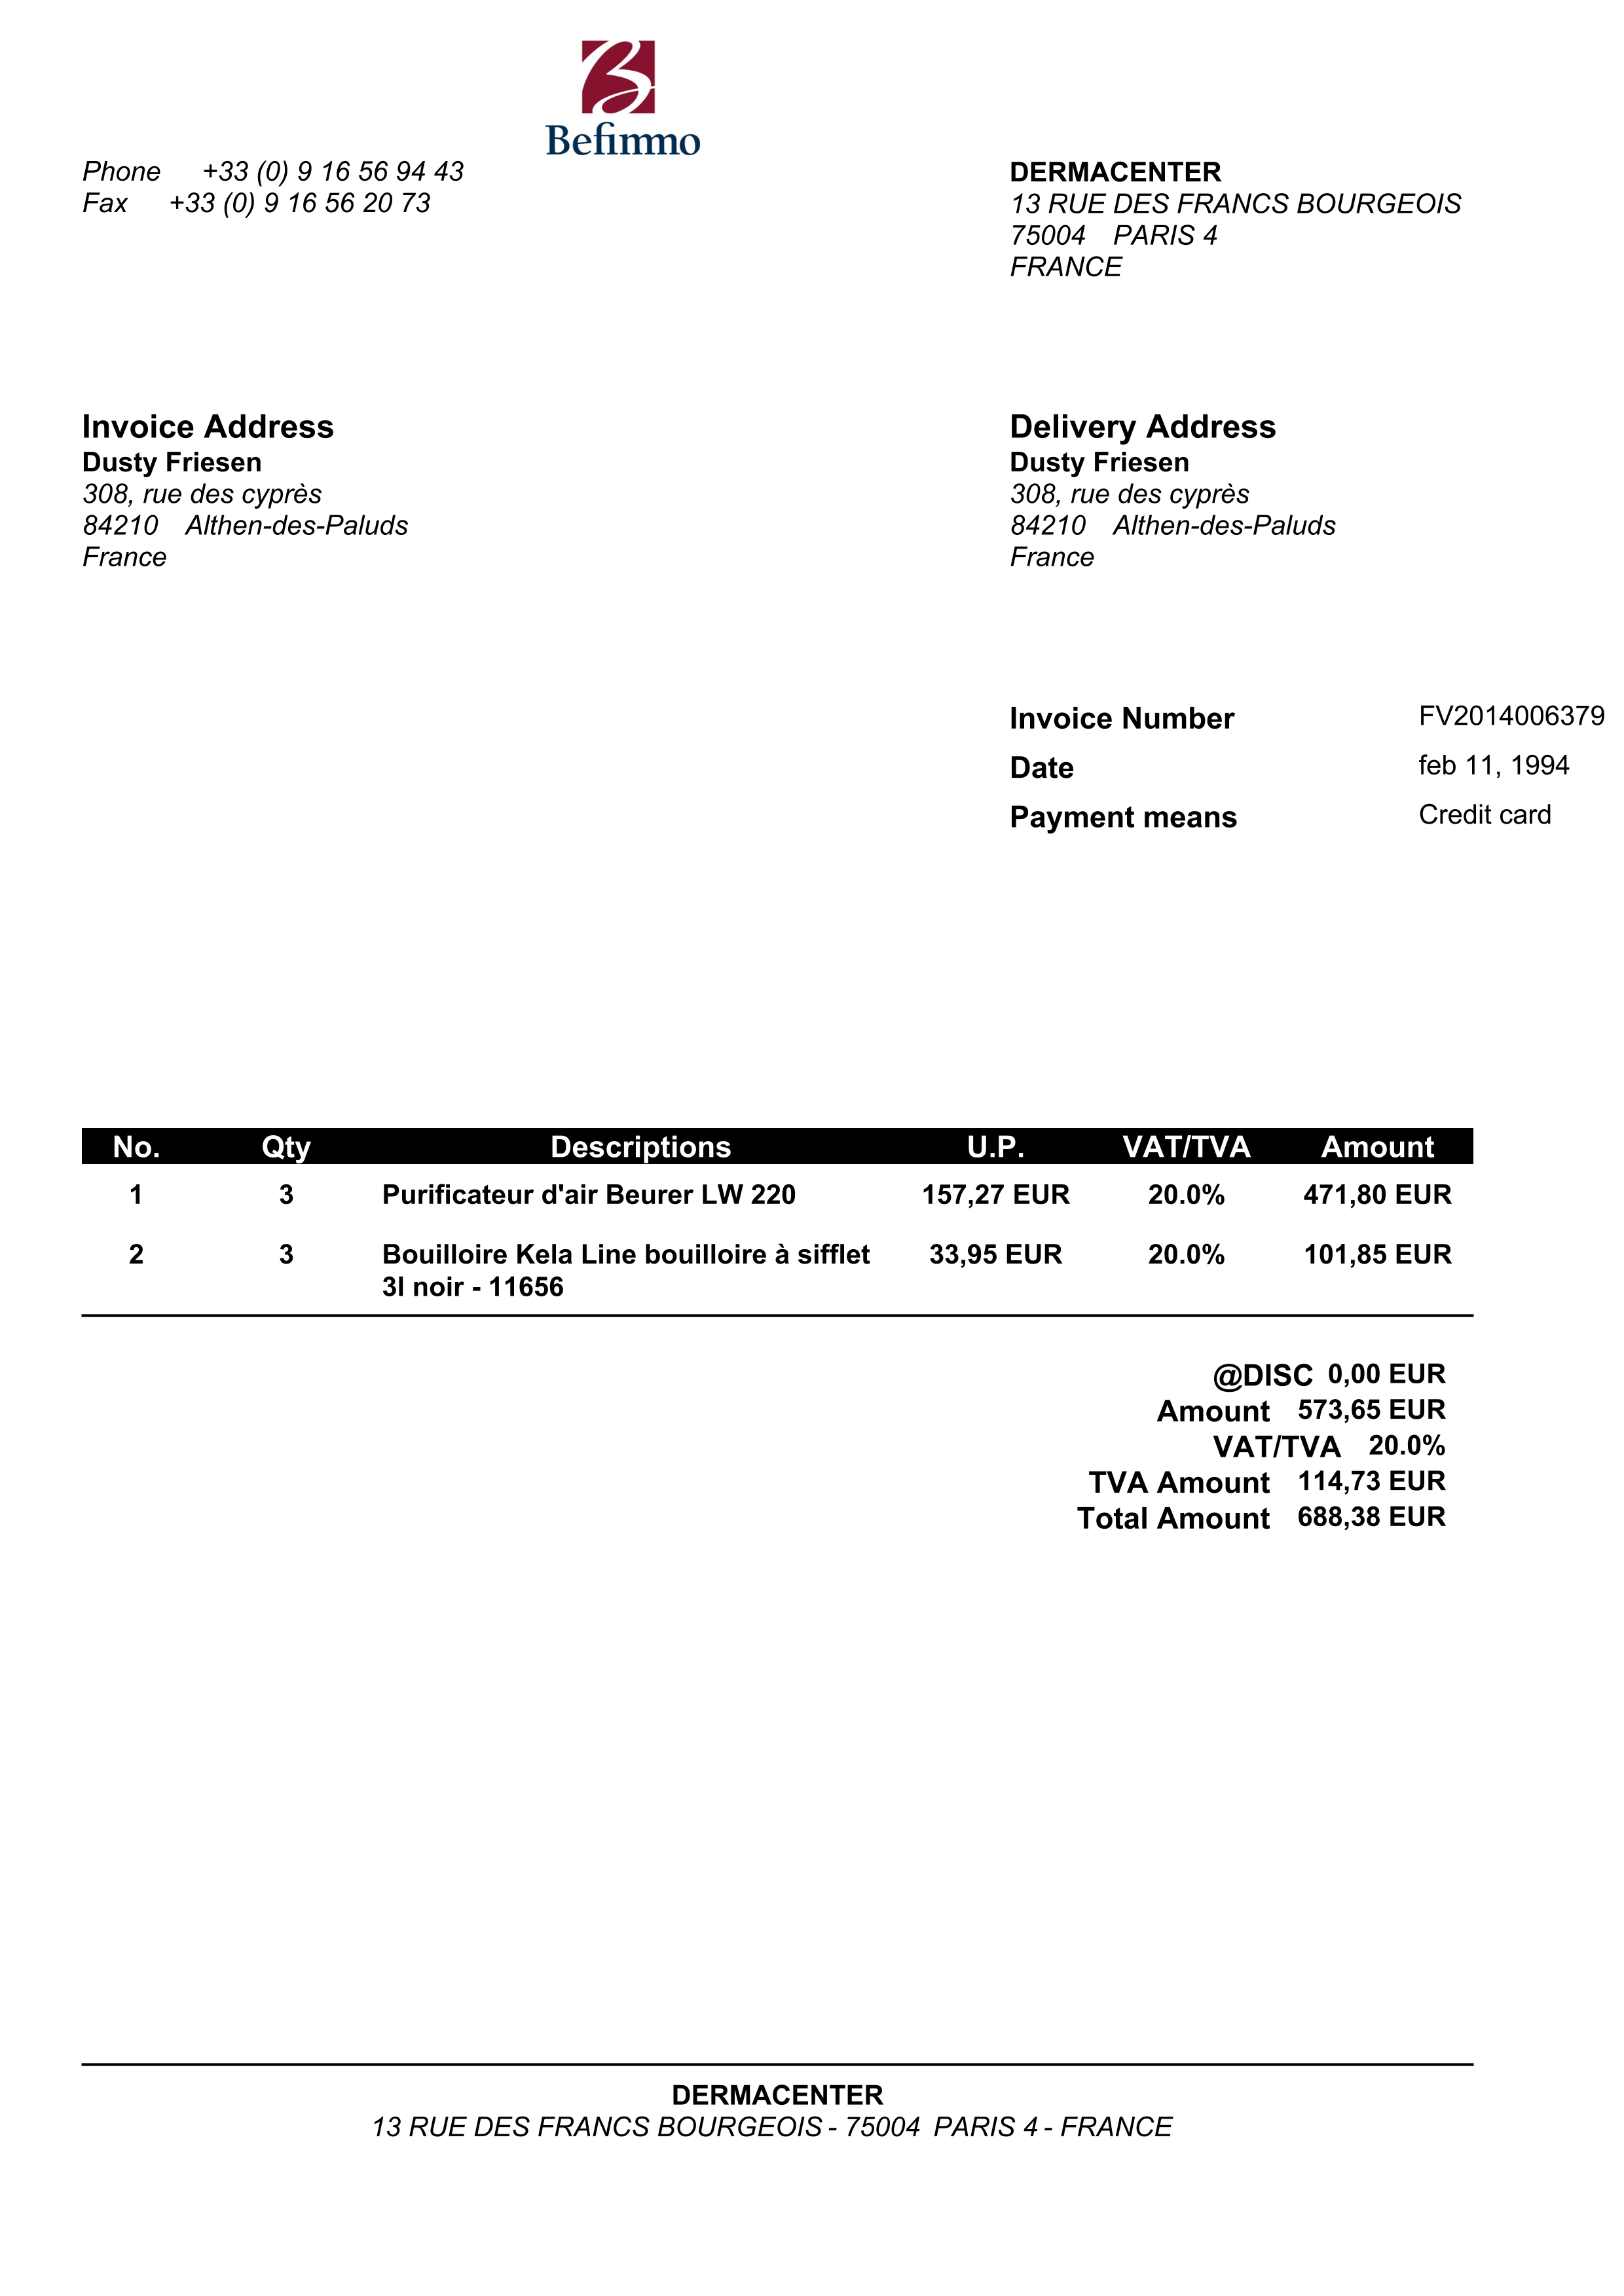 Befimmo
Phone +33 (0) 9 16 56 94 43
Fax +33 (0) 9 16 56 20 73
DERMACENTER
13 RUE DES FRANCS BOURGEOIS
75004 PARIS 4
FRANCE
Invoice Address
Dusty Friesen
308, rue des cyprès
84210 Althen-des-Paluds
France
Delivery Address
Dusty Friesen
308, rue des cyprès
84210 Althen-des-Paluds
France
Invoice Number FV2014006379
Date feb 11, 1994
Payment means Credit card
No. Qty Descriptions U.P. VAT/TVA Amount
1 3 Purificateur d'air Beurer LW 220 157,27 EUR 20.0% 471,80 EUR
2 3 Bouilloire Kela Line bouilloire à sifflet 33,95 EUR 20.0% 101,85 EUR
3l noir - 11656
@DISC 0,00 EUR
Amount 573,65 EUR
VAT/TVA 20.0%
TVA Amount 114,73 EUR
Total Amount 688,38 EUR
DERMACENTER
13 RUE DES FRANCS BOURGEOIS - 75004 PARIS 4 - FRANCE